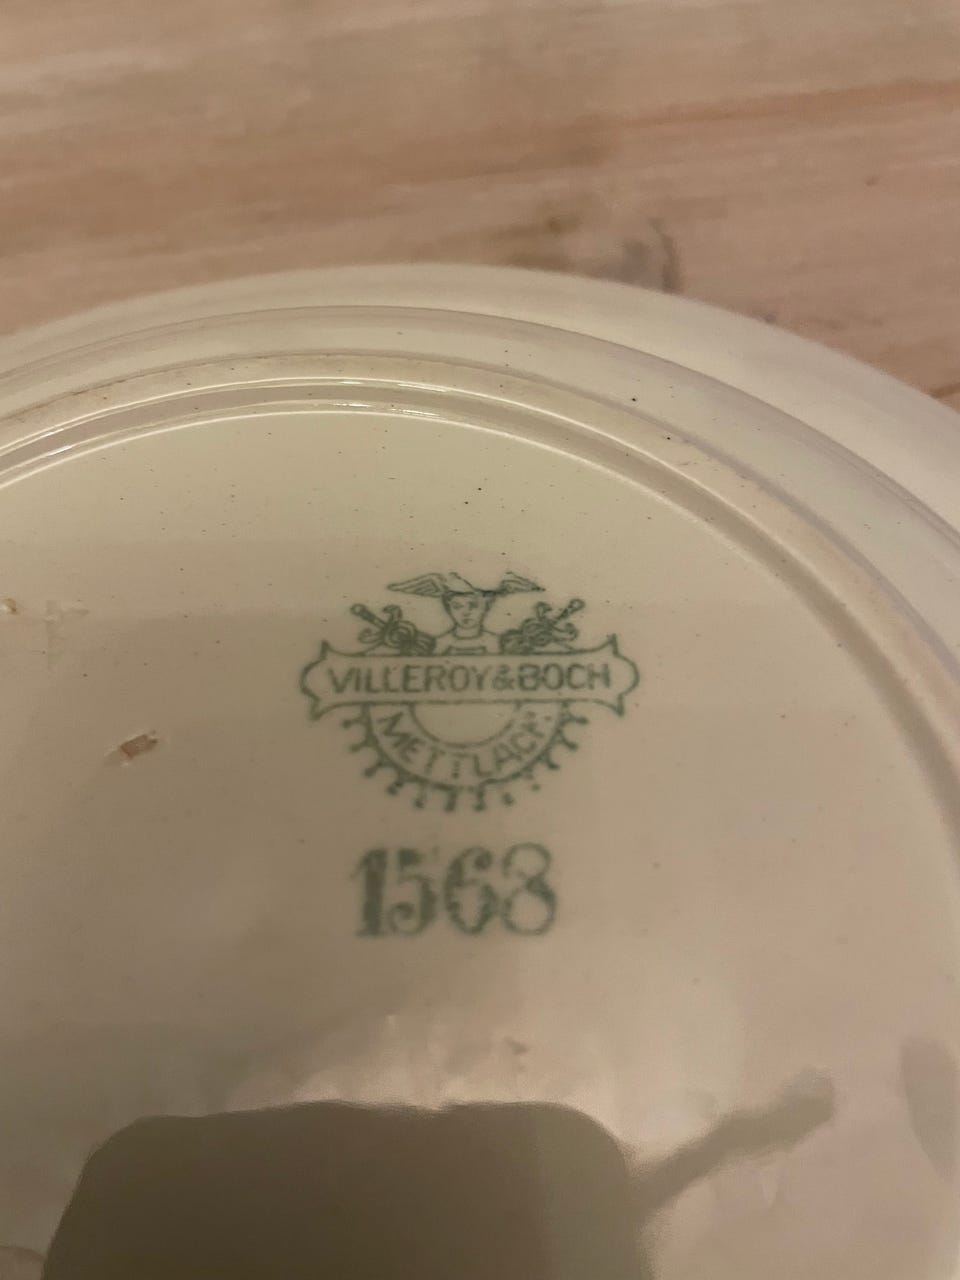 VILLEROY & BOCH
METTLACH
1568